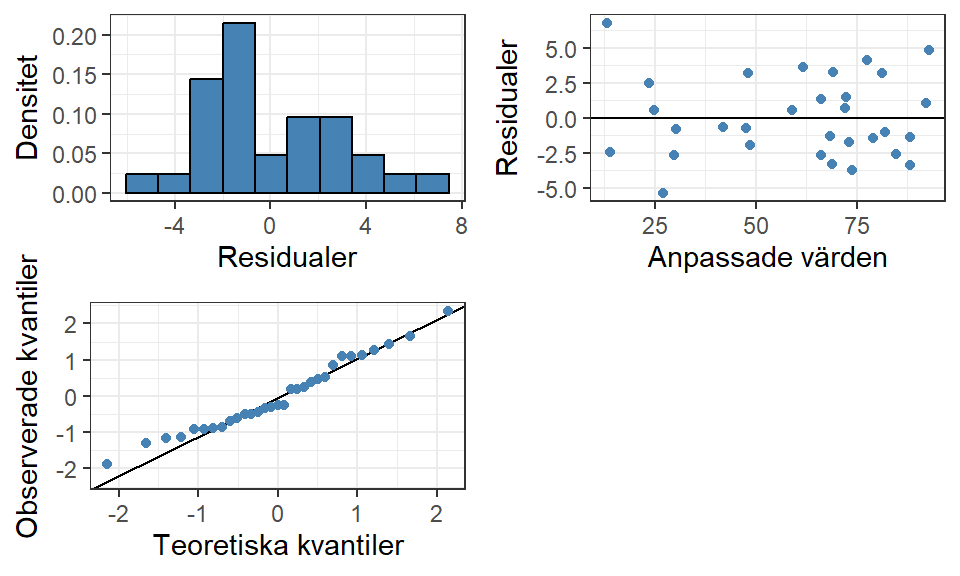 Densitet
0.20
0.15
0.10
0.05
0.00
-4 0 4 8
Residualer
Residualer
5.0
2.5
0.0
-2.5
-5.0
25 50 75
Anpassade värden
Observerade kvantiler
2
1
0
-1
-2
-2 -1 0 1 2
Teoretiska kvantiler